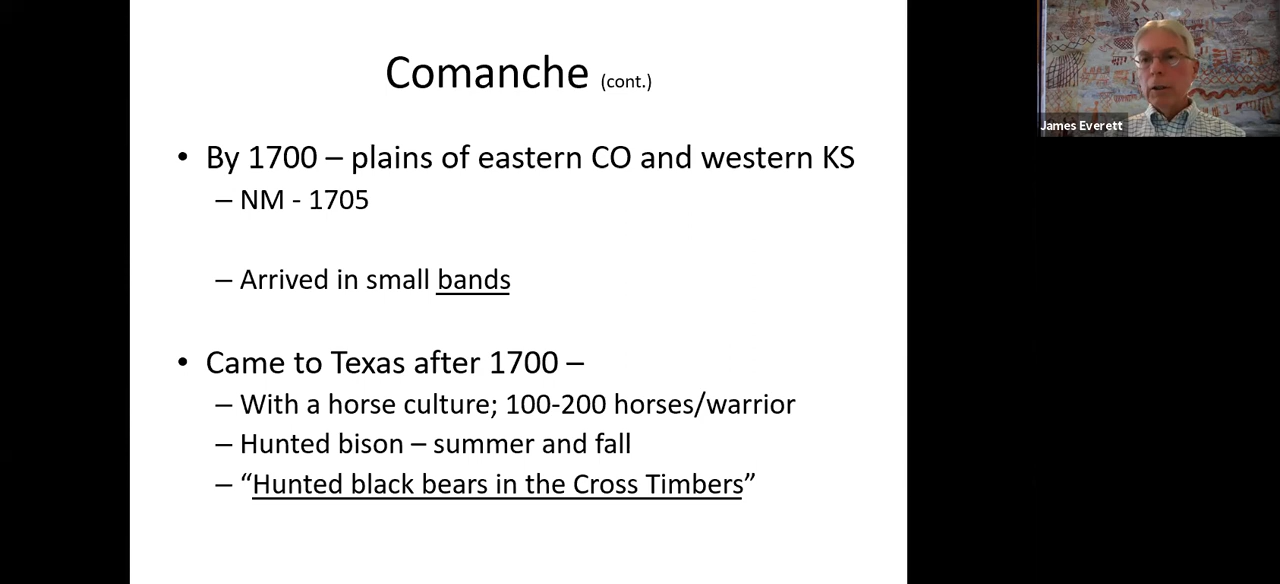 Comanche (cont.)
• By 1700 – plains of eastern CO and western KS
– NM - 1705
– Arrived in small bands
• Came to Texas after 1700 –
– With a horse culture; 100-200 horses/warrior
– Hunted bison – summer and fall
– “Hunted black bears in the Cross Timbers”
James Everett